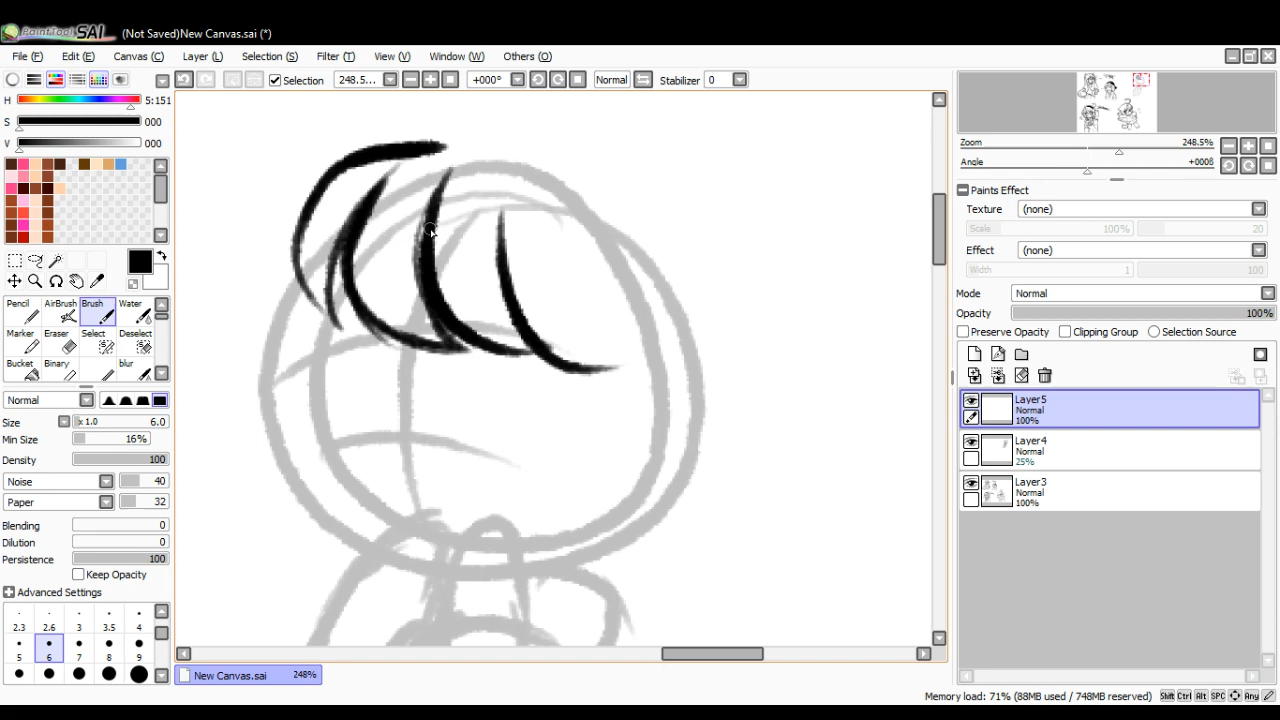 PaintTool SAI (Not Saved)New Canvas.sai (*)
File (F) Edit (E) Canvas (C) Layer (L) Selection (S) Filter (T) View (V) Window (W) Others (O)
Selection 248.5... +000° Normal Stabilizer 0
H 5:151
S 000
V 000
Pencil AirBrush Brush Water
Marker Eraser Select Deselect
Bucket Binary blur
Normal
Size x 1.0 6.0
Min Size 16%
Density 100
Noise 40
Paper 32
Blending 0
Dilution 0
Persistence 100
Keep Opacity
Advanced Settings
2.3 2.6 3 3.5 4
5 6 7 8 9
New Canvas.sai 248%
Zoom 248.5%
Angle +000ß
Paints Effect
Texture (none)
Scale 100% 20
Effect (none)
Width 1 100
Mode Normal
Opacity 100%
Preserve Opacity Clipping Group Selection Source
Layer5
Normal
100%
Layer4
Normal
25%
Layer3
Normal
100%
Memory load: 71% (88MB used / 748MB reserved) Shift Ctrl Alt SPC Any